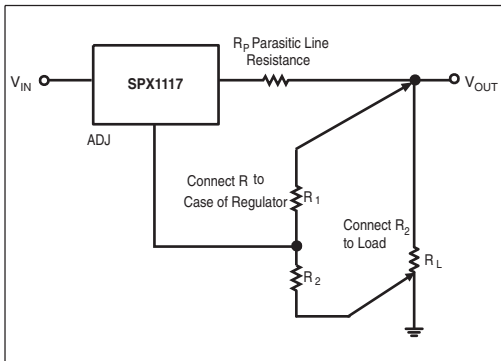 R_P Parasitic Line
Resistance
V_IN
SPX1117
V_OUT
ADJ
Connect R to
Case of Regulator
R_1
Connect R_2
to Load
R_2
R_L